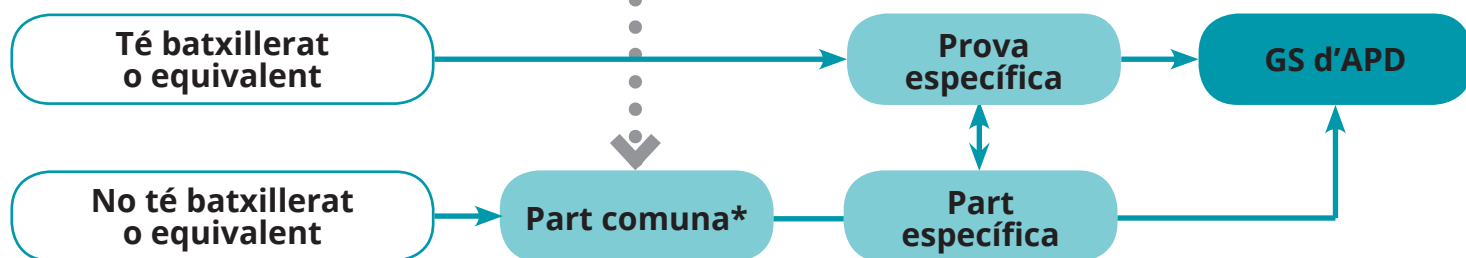 Té batxillerat
o equivalent
Prova
específica
GS d’APD
No té batxillerat
o equivalent
Part comuna*
Part
específica